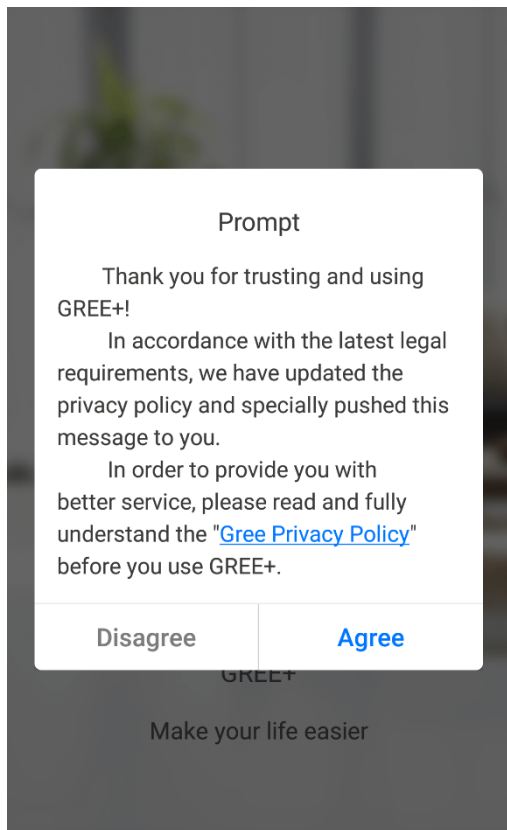 Prompt
Thank you for trusting and using
GREE+!
In accordance with the latest legal
requirements, we have updated the
privacy policy and specially pushed this
message to you.
In order to provide you with
better service, please read and fully
understand the "Gree Privacy Policy"
before you use GREE+.
Disagree Agree
GREE+
Make your life easier